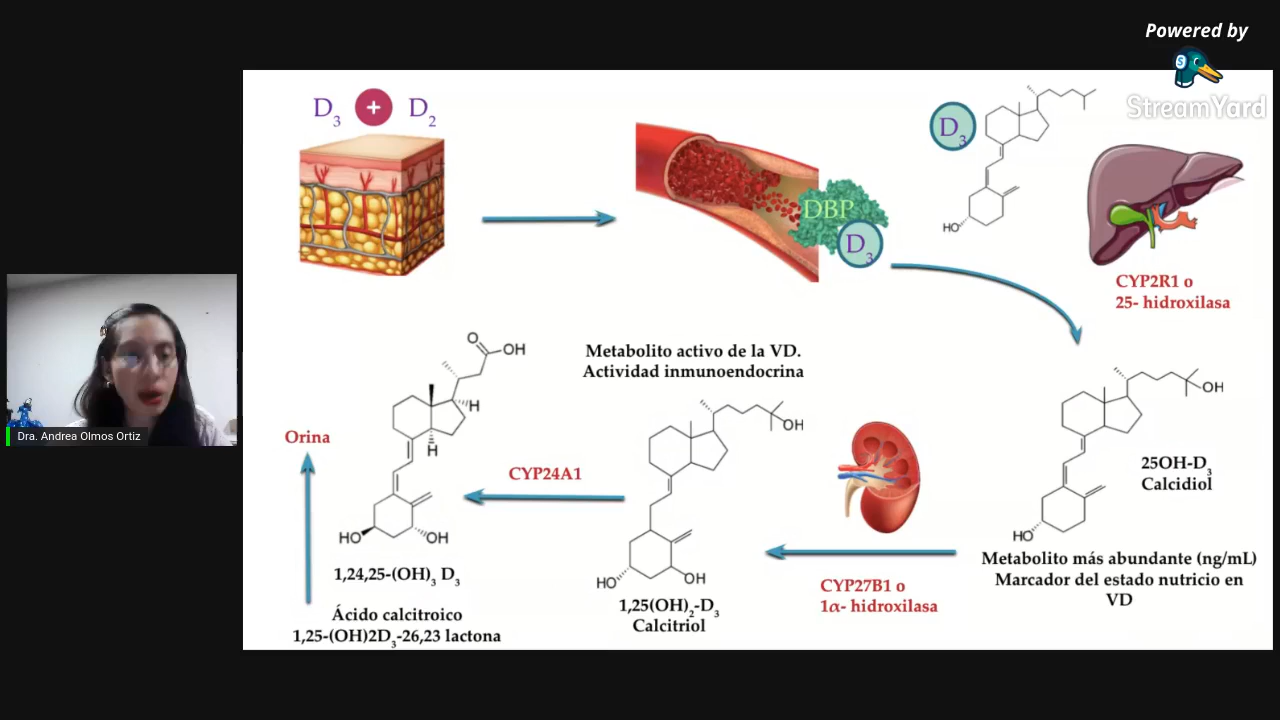 Powered by
StreamYard
D3 + D2
DBP
D3
D3
HO
CYP2R1 o
25- hidroxilasa
OH
25OH-D3
Calcidiol
HO
Metabolito más abundante (ng/mL)
Marcador del estado nutricio en
VD
CYP27B1 o
1α- hidroxilasa
Metabolito activo de la VD.
Actividad inmunoendocrina
OH
HO
OH
1,25(OH)2-D3
Calcitriol
CYP24A1
O
OH
H
H
HO
OH
1,24,25-(OH)3 D3
Ácido calcitroico
1,25-(OH)2D3-26,23 lactona
Orina
Dra. Andrea Olmos Ortiz